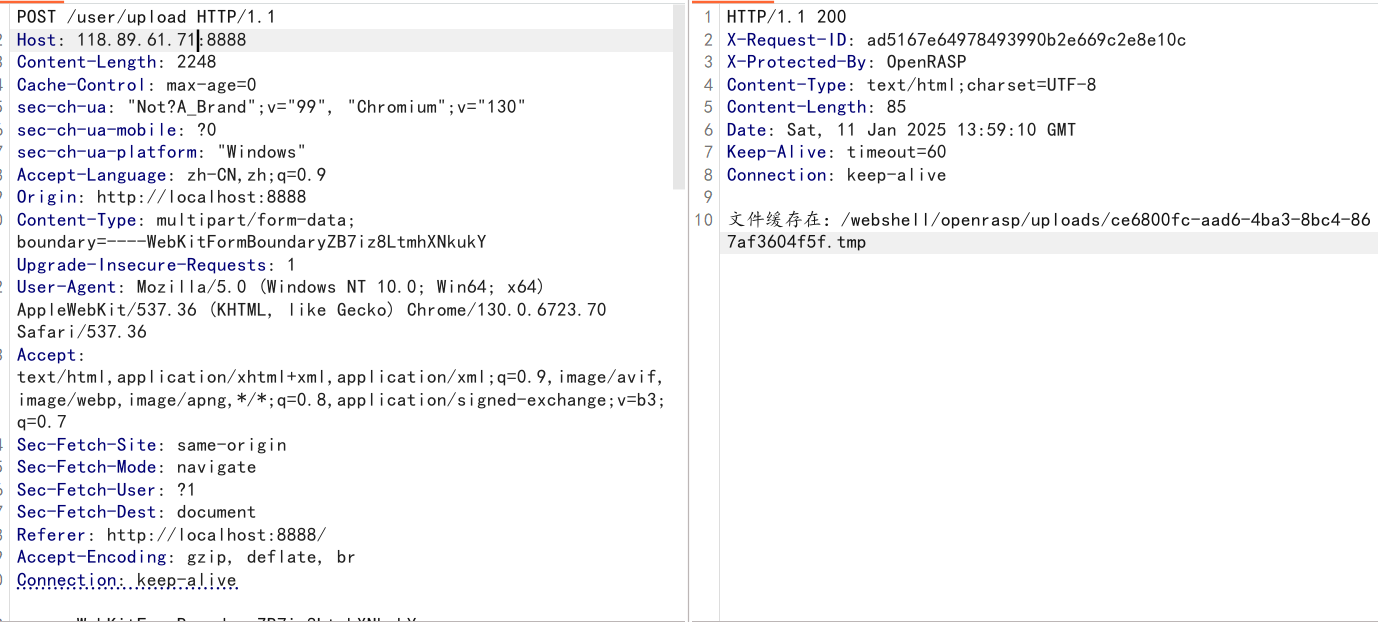 POST /user/upload HTTP/1.1
Host: 118.89.61.71:8888
Content-Length: 2248
Cache-Control: max-age=0
sec-ch-ua: "Not?A_Brand";v="99", "Chromium";v="130"
sec-ch-ua-mobile: ?0
sec-ch-ua-platform: "Windows"
Accept-Language: zh-CN,zh;q=0.9
Origin: http://localhost:8888
Content-Type: multipart/form-data;
boundary=----WebKitFormBoundaryZB7iz8LtmhXNkukY
Upgrade-Insecure-Requests: 1
User-Agent: Mozilla/5.0 (Windows NT 10.0; Win64; x64)
AppleWebKit/537.36 (KHTML, like Gecko) Chrome/130.0.6723.70
Safari/537.36
Accept:
text/html,application/xhtml+xml,application/xml;q=0.9,image/avif,
image/webp,image/apng,*/*;q=0.8,application/signed-exchange;v=b3;
q=0.7
Sec-Fetch-Site: same-origin
Sec-Fetch-Mode: navigate
Sec-Fetch-User: ?1
Sec-Fetch-Dest: document
Referer: http://localhost:8888/
Accept-Encoding: gzip, deflate, br
Connection: keep-alive
1 HTTP/1.1 200
2 X-Request-ID: ad5167e64978493990b2e669c2e8e10c
3 X-Protected-By: OpenRASP
4 Content-Type: text/html;charset=UTF-8
5 Content-Length: 85
6 Date: Sat, 11 Jan 2025 13:59:10 GMT
7 Keep-Alive: timeout=60
8 Connection: keep-alive
9
10 文件缓存在: /webshell/openrasp/uploads/ce6800fc-aad6-4ba3-8bc4-86
7af3604f5f.tmp